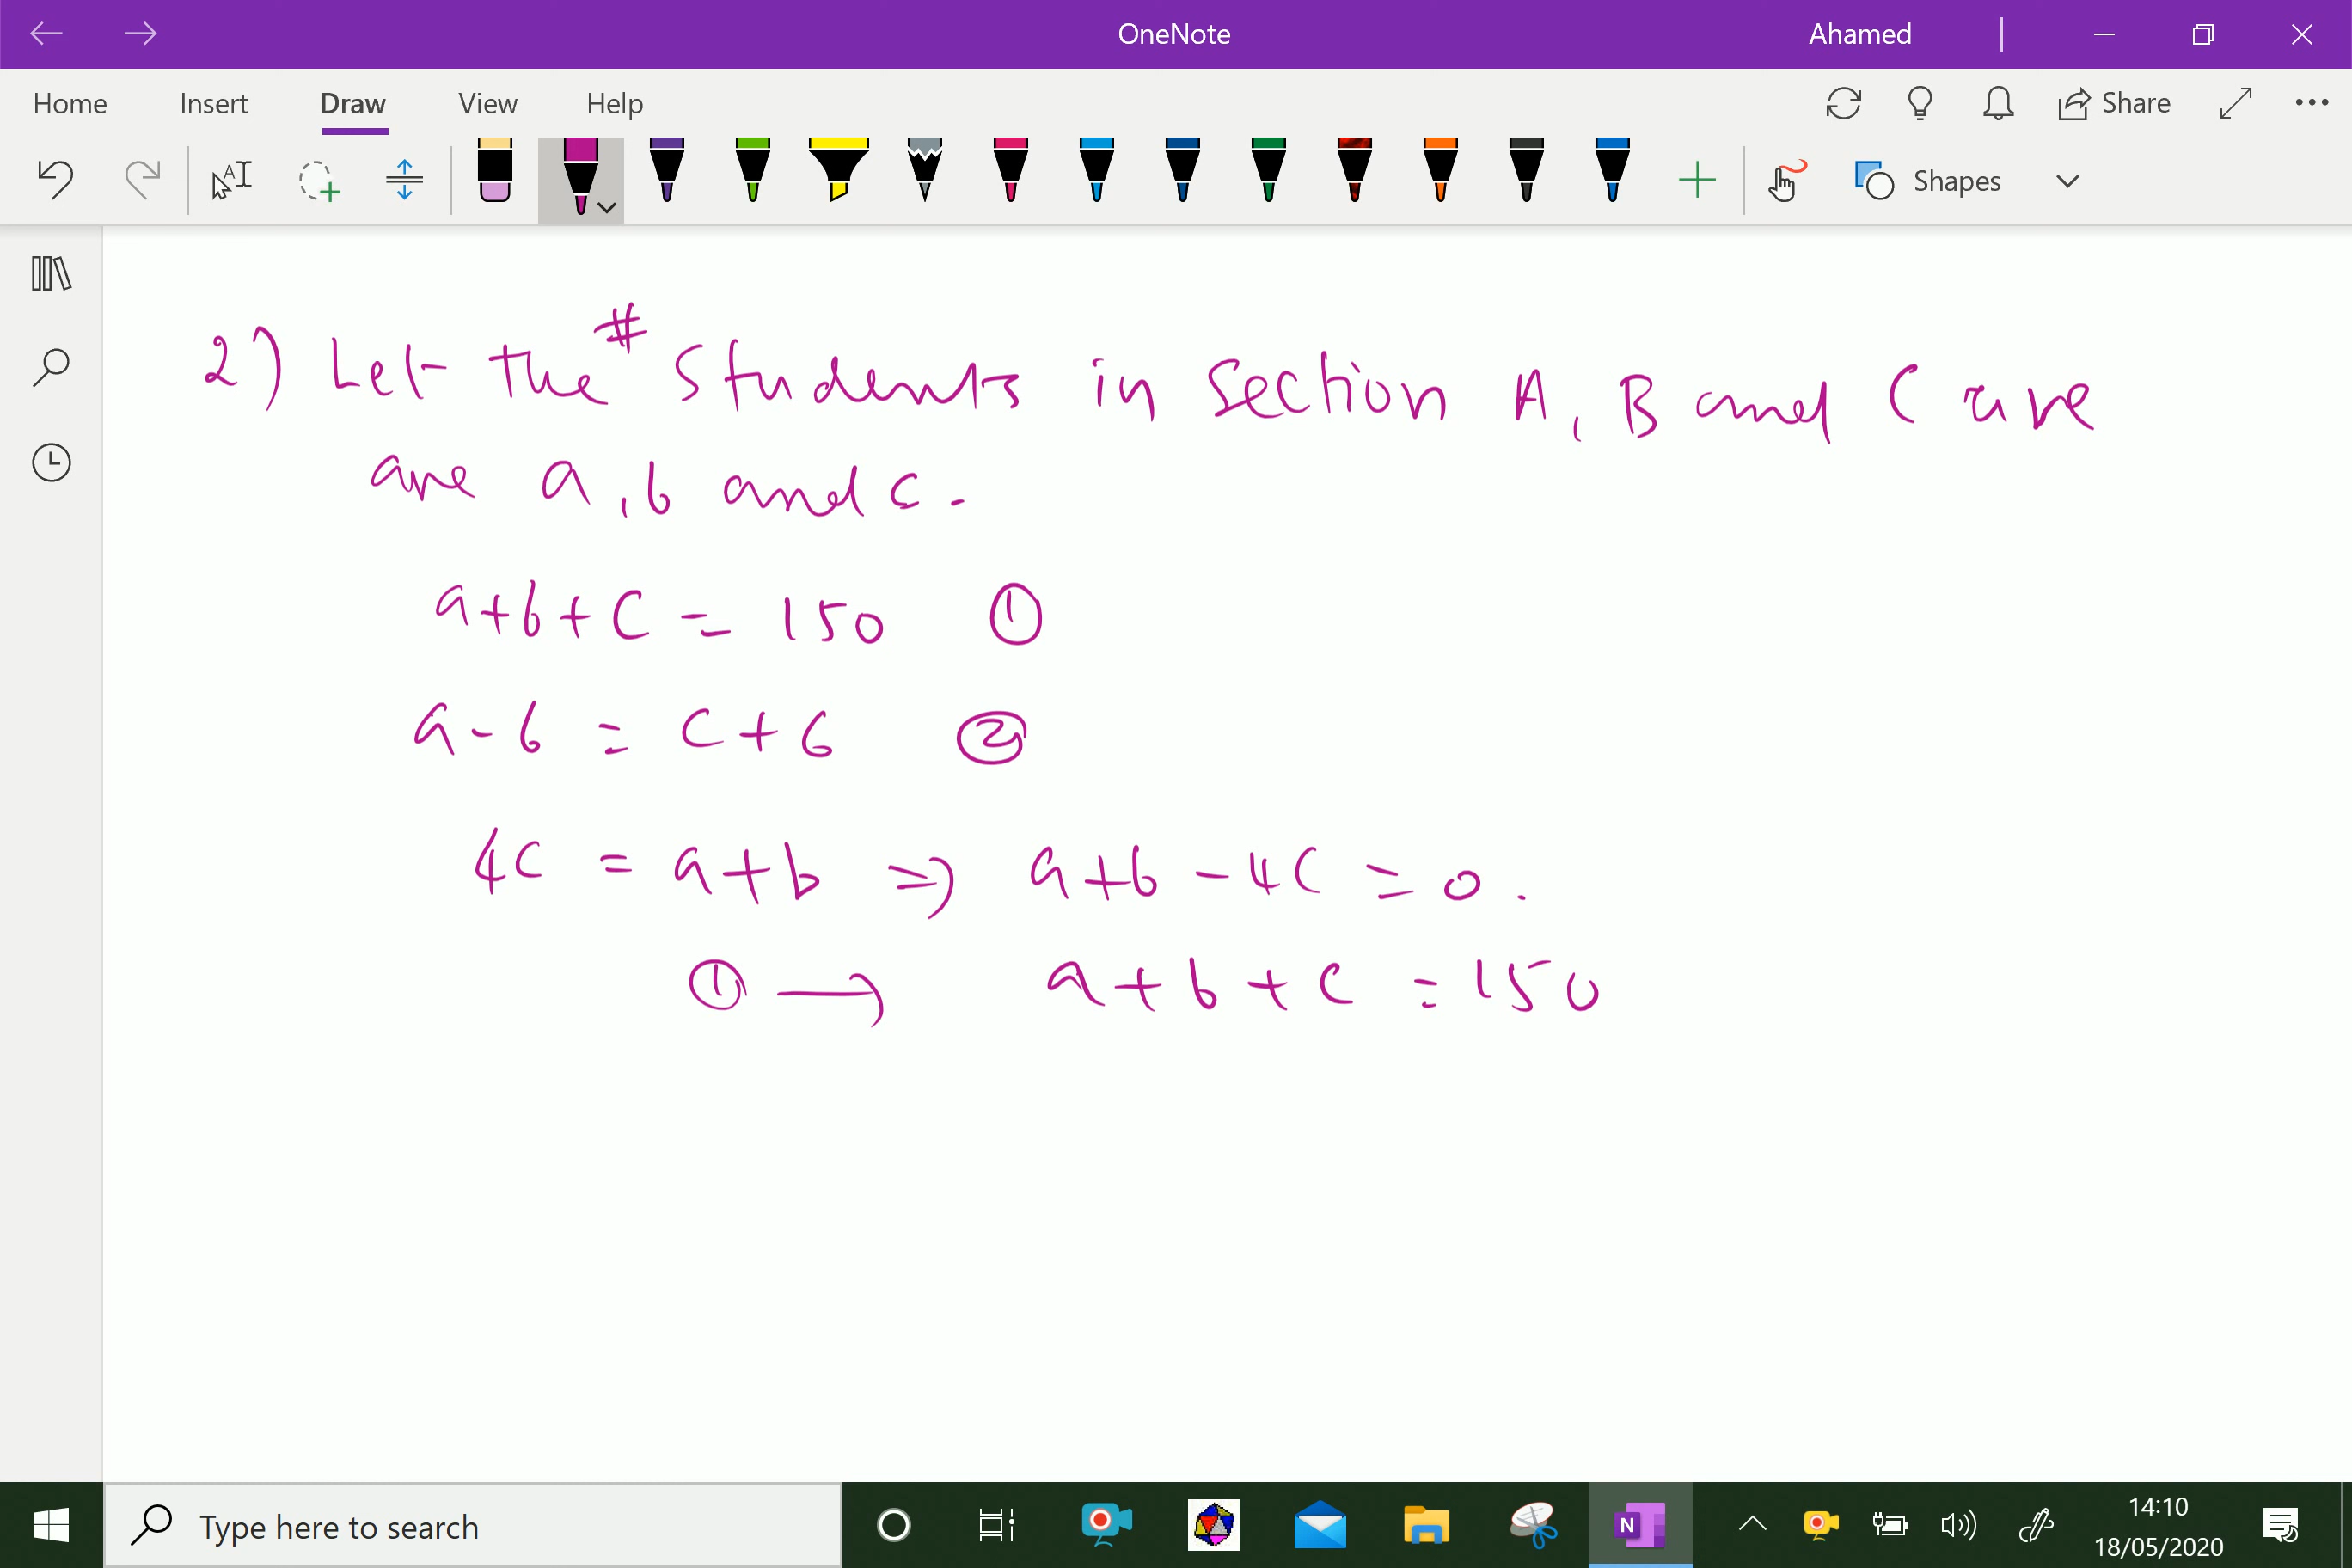 OneNote
Ahamed
Home Insert Draw View Help
Share
Shapes
2) Let the # Students in Section A, B and C are
are a, b and c.
a+b+c = 150 ①
a-6 = c+6 ②
4c = a+b => a+b-4c = 0.
① → a+b+c = 150
Type here to search
14:10
18/05/2020